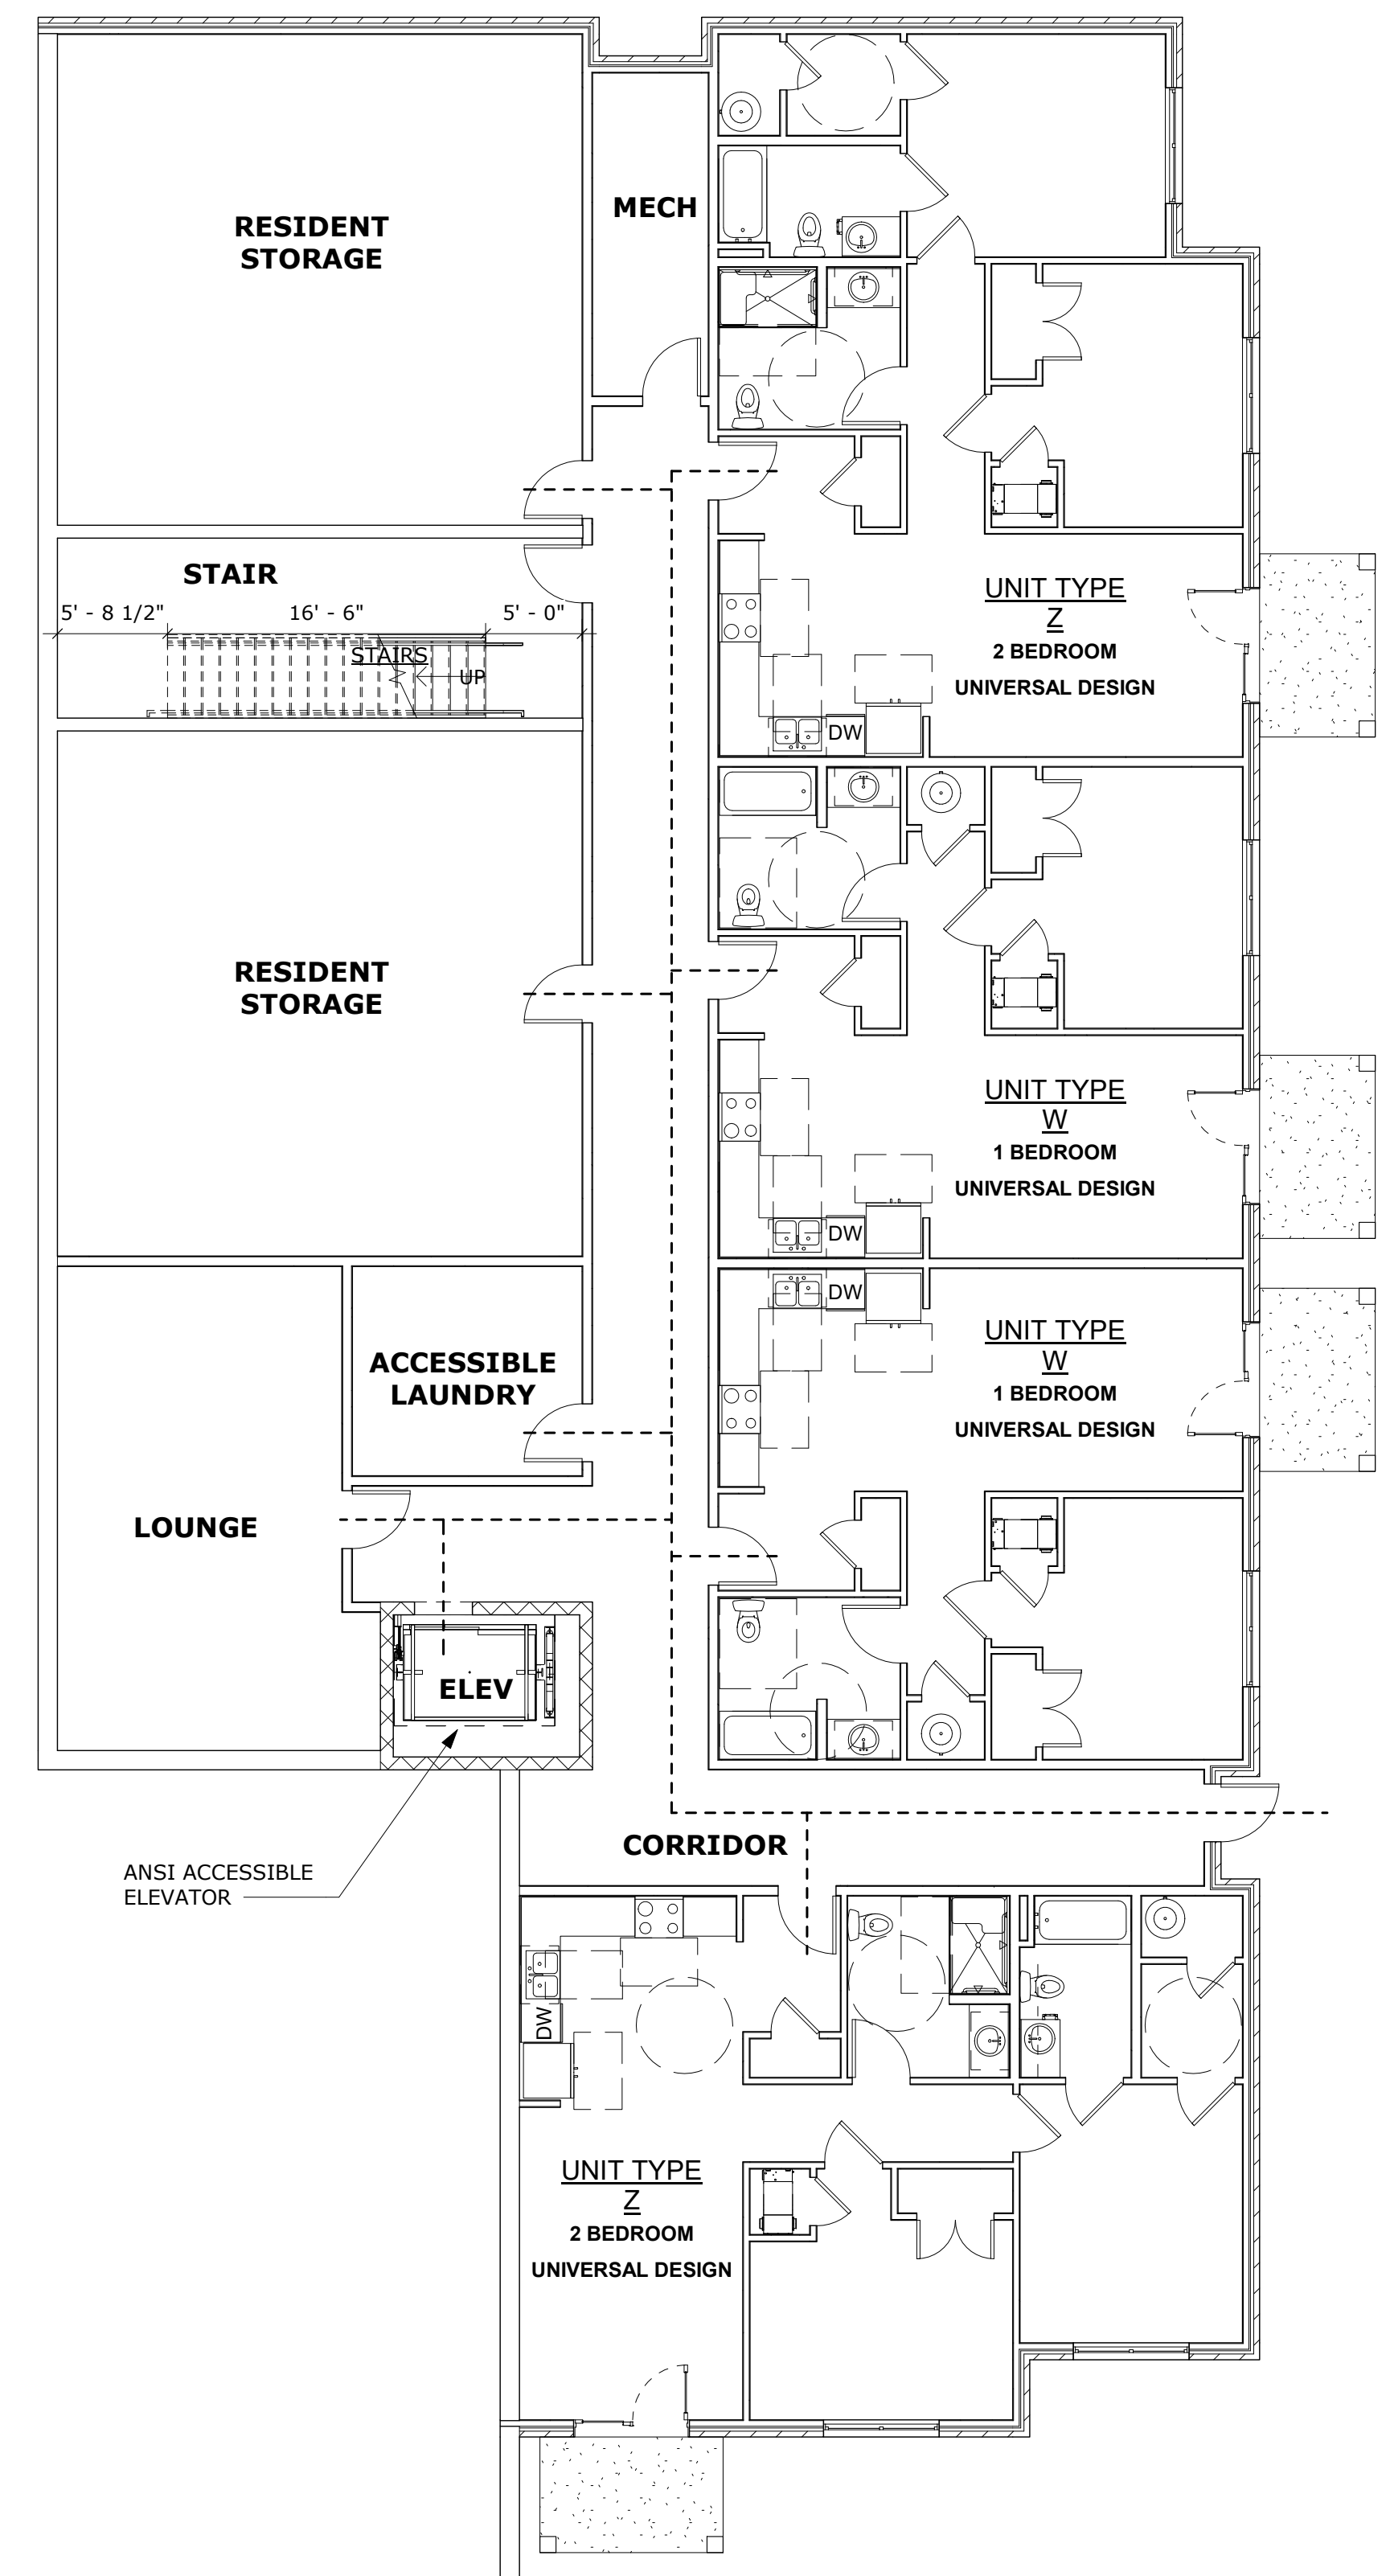 RESIDENT
STORAGE
MECH
STAIR
5' - 8 1/2"
16' - 6"
5' - 0"
STAIRS
UP
UNIT TYPE
Z
2 BEDROOM
UNIVERSAL DESIGN
DW
RESIDENT
STORAGE
UNIT TYPE
W
1 BEDROOM
UNIVERSAL DESIGN
DW
DW
UNIT TYPE
W
1 BEDROOM
UNIVERSAL DESIGN
ACCESSIBLE
LAUNDRY
LOUNGE
ELEV
CORRIDOR
ANSI ACCESSIBLE
ELEVATOR
DW
UNIT TYPE
Z
2 BEDROOM
UNIVERSAL DESIGN